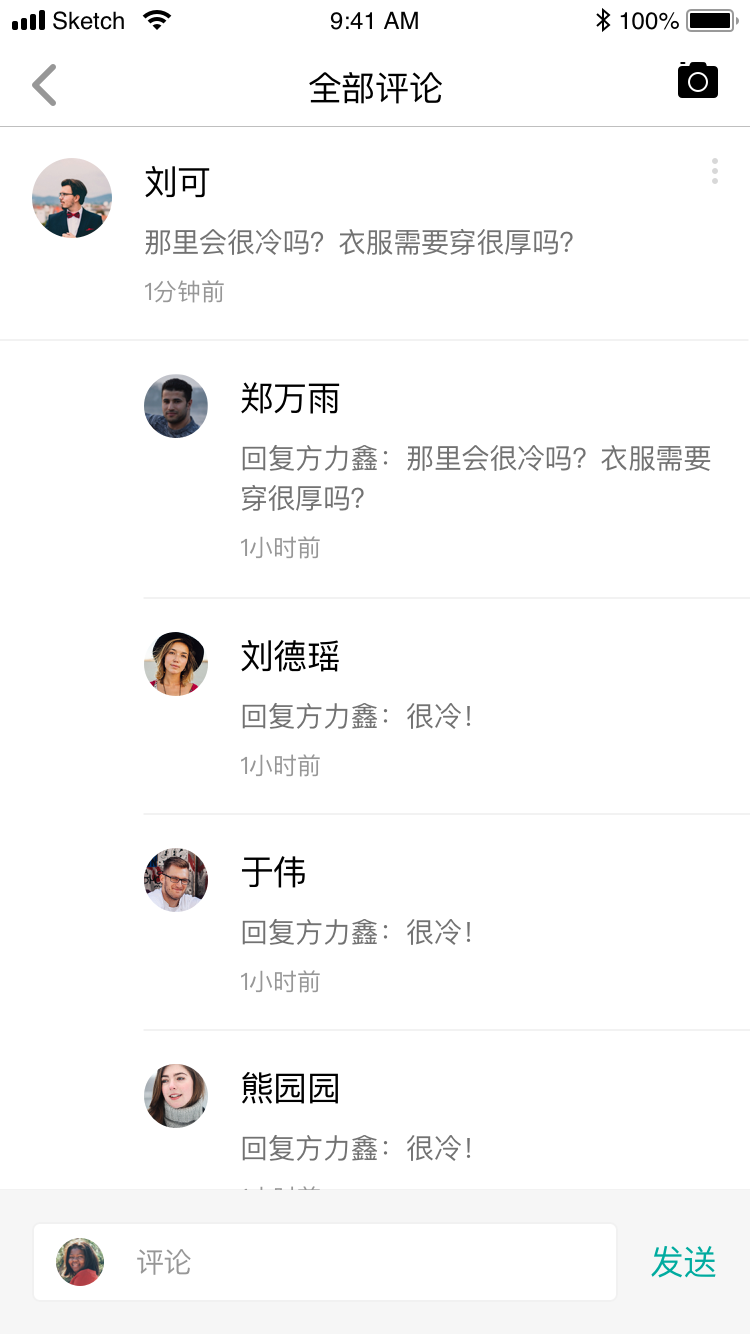 Sketch 9:41 AM 100%
全部评论
刘可
那里会很冷吗？衣服需要穿很厚吗？
1分钟前
郑万雨
回复方力鑫：那里会很冷吗？衣服需要
穿很厚吗？
1小时前
刘德瑶
回复方力鑫：很冷！
1小时前
于伟
回复方力鑫：很冷！
1小时前
熊园园
回复方力鑫：很冷！
评论 发送